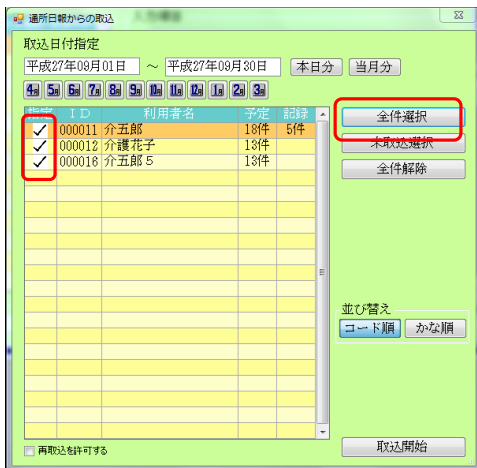 通所日報からの取込
取込日付指定
平成27年09月01日 ～ 平成27年09月30日 本日分 当月分
4月 5月 6月 7月 8月 9月 10月 11月 12月 1月 2月 3月
指定 ID 利用者名 予定 記録
✓ 000011 介五郎 18件 5件
✓ 000012 介護花子 13件
✓ 000016 介五郎５ 13件
全件選択
未取込選択
全件解除
並び替え
コード順 かな順
再取込を許可する
取込開始